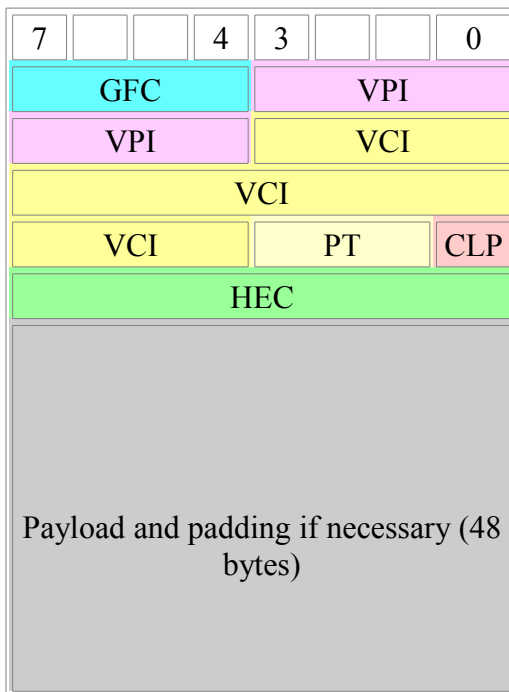 7 4 3 0
GFC VPI
VPI VCI
VCI
VCI PT CLP
HEC
Payload and padding if necessary (48
bytes)